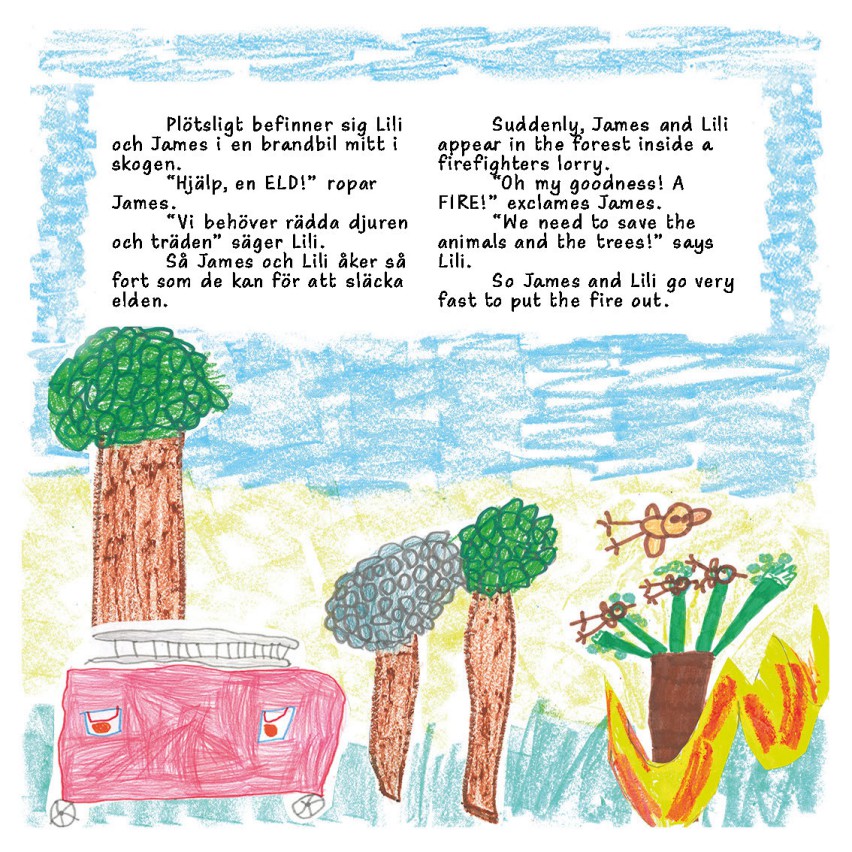 Plötsligt befinner sig Lili
och James i en brandbil mitt i
skogen.
“Hjälp, en ELD!” ropar
James.
“Vi behöver rädda djuren
och träden” säger Lili.
Så James och Lili åker så
fort som de kan för att släcka
elden.
Suddenly, James and Lili
appear in the forest inside a
firefighters lorry.
“Oh my goodness! A
FIRE!” exclames James.
“We need to save the
animals and the trees!” says
Lili.
So James and Lili go very
fast to put the fire out.